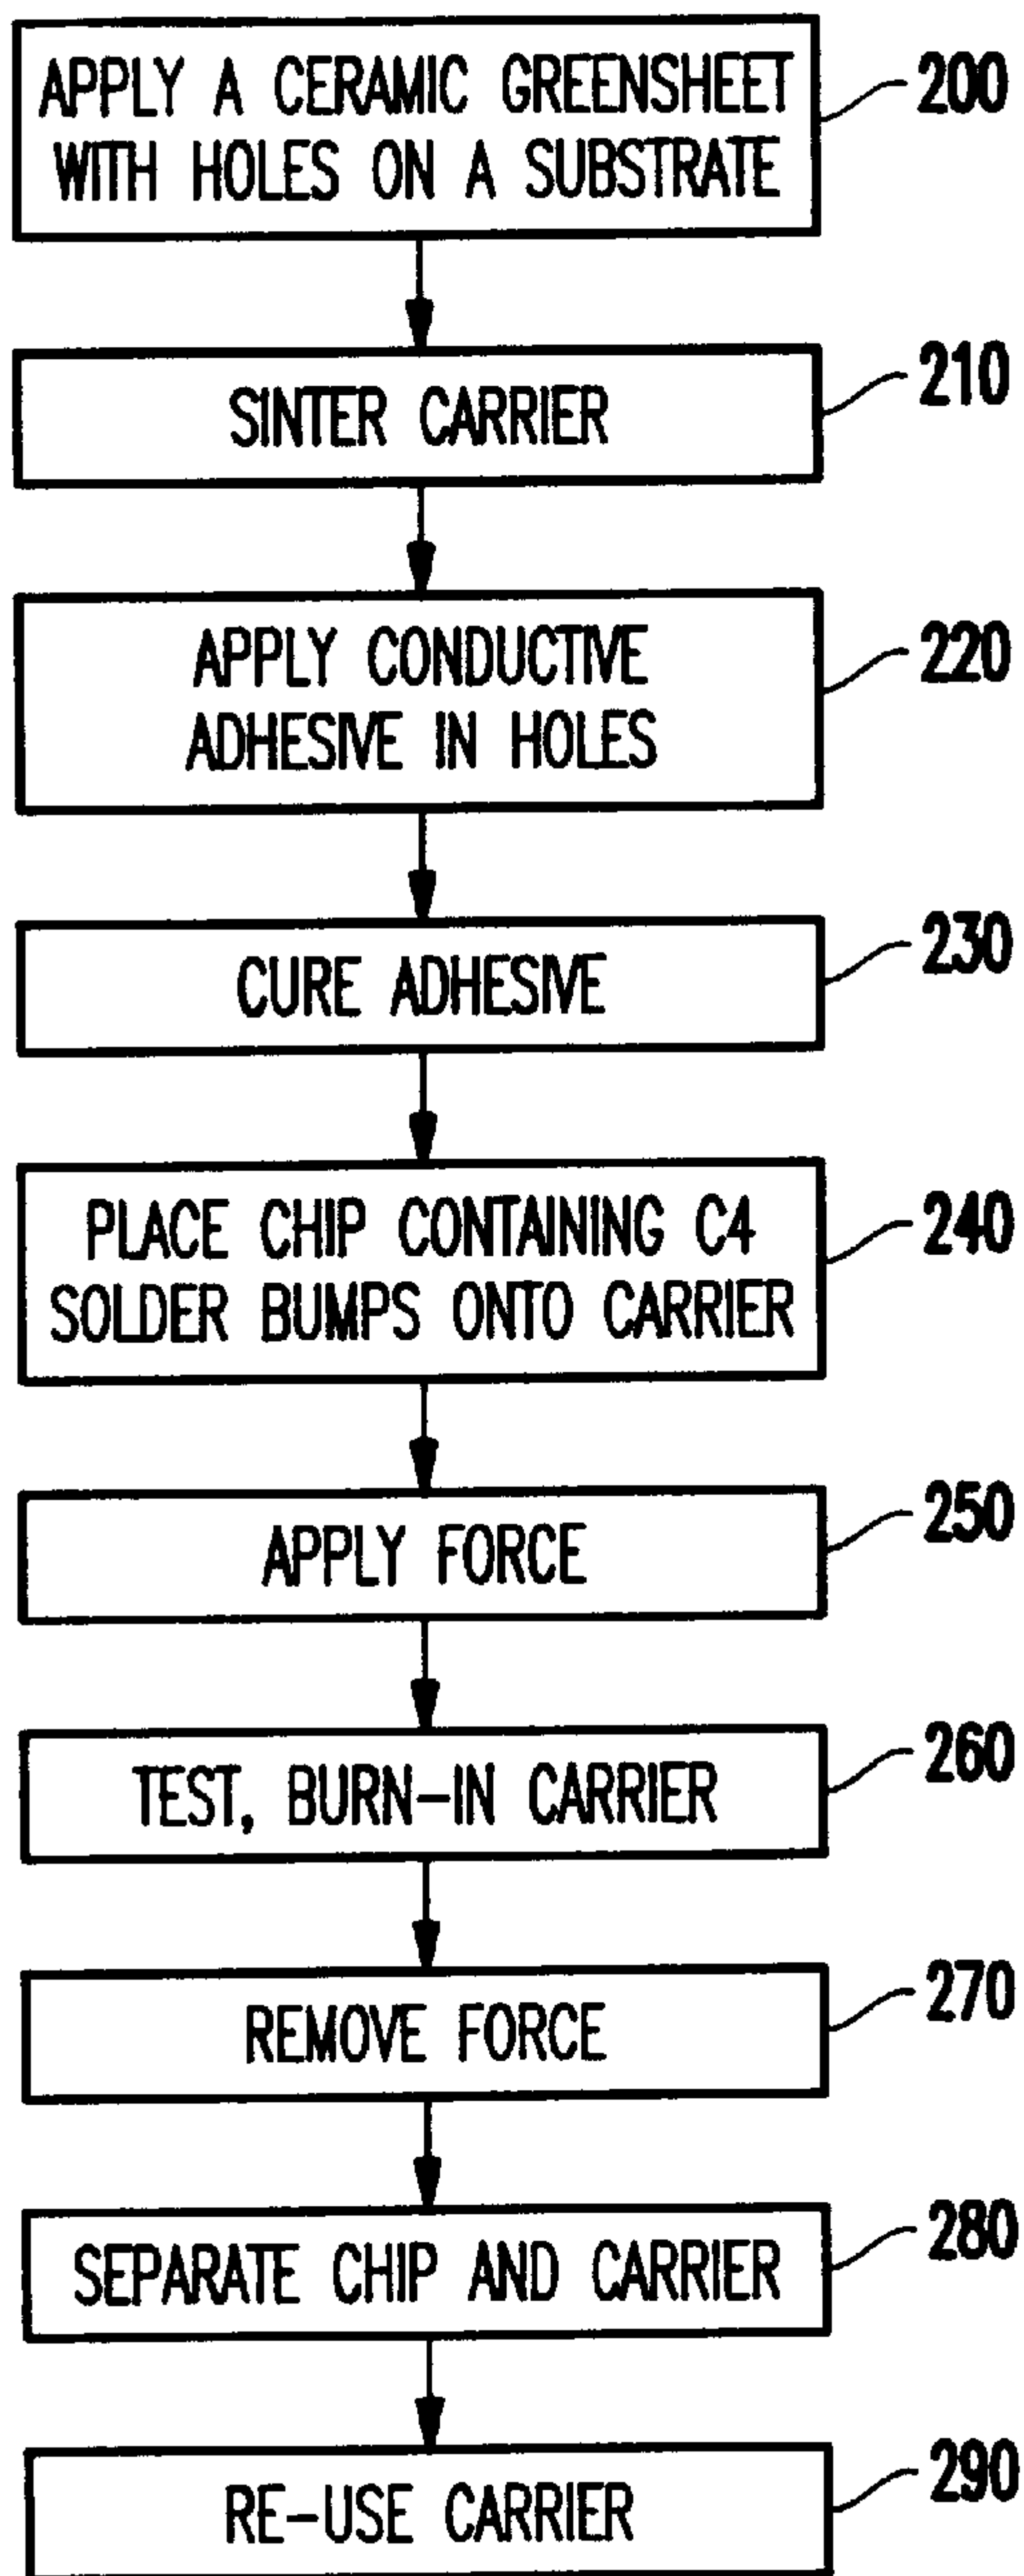 APPLY A CERAMIC GREENSHEET
WITH HOLES ON A SUBSTRATE
200
SINTER CARRIER
210
APPLY CONDUCTIVE
ADHESIVE IN HOLES
220
CURE ADHESIVE
230
PLACE CHIP CONTAINING C4
SOLDER BUMPS ONTO CARRIER
240
APPLY FORCE
250
TEST, BURN-IN CARRIER
260
REMOVE FORCE
270
SEPARATE CHIP AND CARRIER
280
RE-USE CARRIER
290